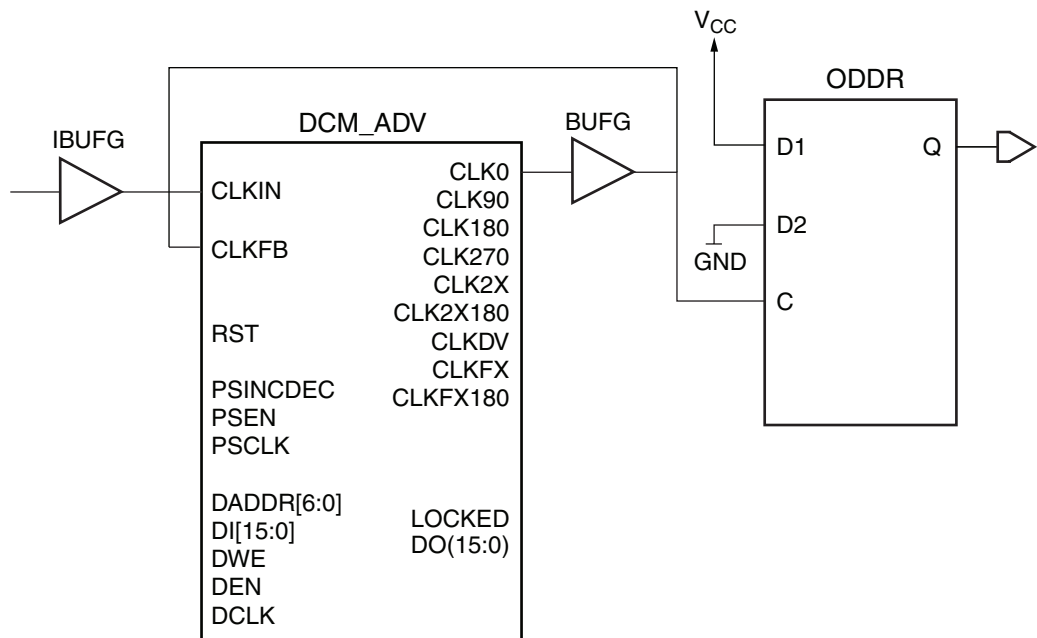 V_CC
ODDR
DCM_ADV
BUFG
IBUFG
D1
Q
CLK0
CLKIN
CLK90
D2
CLK180
CLKFB
CLK270
GND
CLK2X
C
CLK2X180
RST
CLKDV
CLKFX
PSINCDEC
CLKFX180
PSEN
PSCLK
DADDR[6:0]
LOCKED
DI[15:0]
DO(15:0)
DWE
DEN
DCLK